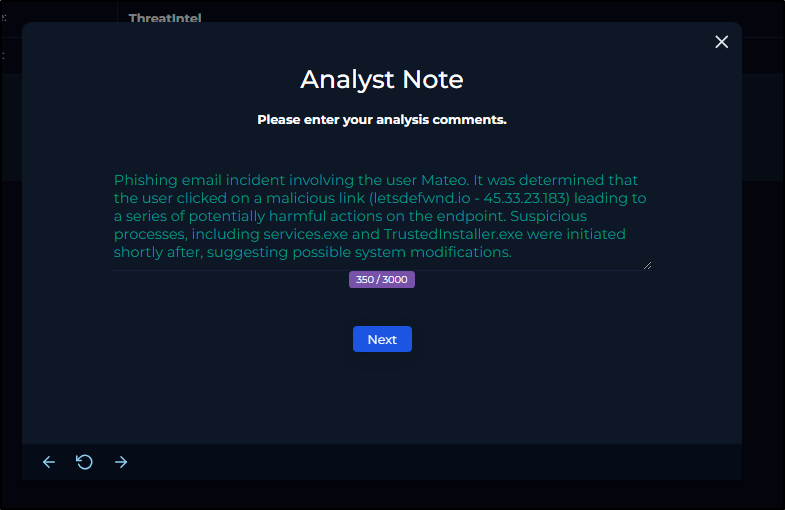 ThreatIntel
Analyst Note
Please enter your analysis comments.
Phishing email incident involving the user Mateo. It was determined that
the user clicked on a malicious link (letsdefwnd.io - 45.33.23.183) leading to
a series of potentially harmful actions on the endpoint. Suspicious
processes, including services.exe and TrustedInstaller.exe were initiated
shortly after, suggesting possible system modifications.
350 / 3000
Next